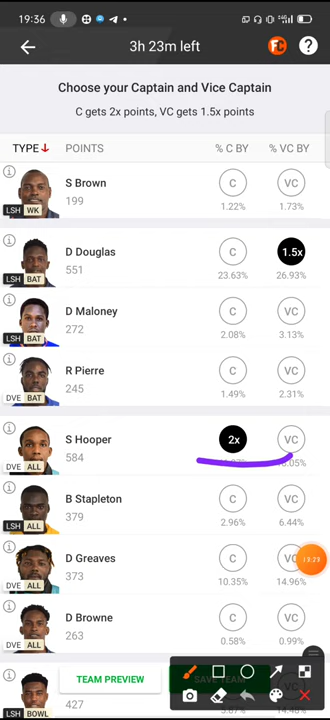 19:36
3h 23m left
FC
?
Choose your Captain and Vice Captain
C gets 2x points, VC gets 1.5x points
TYPE POINTS % C BY % VC BY
i
S Brown C VC
199
LSH WK 1.22% 1.73%
i
D Douglas C 1.5x
551
LSH BAT 23.63% 26.93%
i
D Maloney C VC
272
LSH BAT 2.08% 3.13%
i
R Pierre C VC
245
DVE BAT 1.49% 2.31%
i
S Hooper 2x VC
584
DVE ALL
i
B Stapleton C VC
379
LSH ALL 2.96% 6.44%
i
D Greaves C VC
373
DVE ALL 10.35% 14.96%
i
D Browne C VC
263
DVE ALL 0.58% 0.99%
i
TEAM PREVIEW SAVE TEAM
427
LSH BOWL